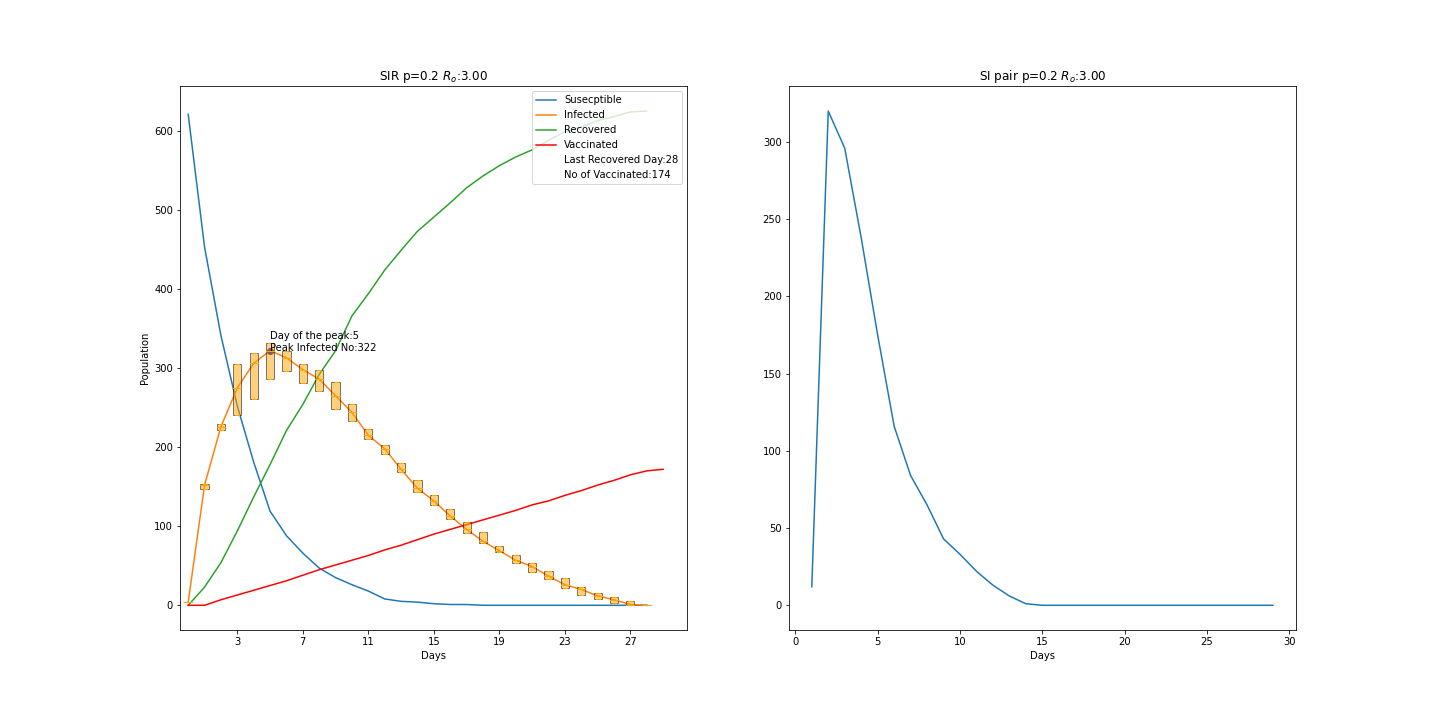 SIR p=0.2 Rₒ:3.00
Susecptible
Infected
Recovered
Vaccinated
Last Recovered Day:28
No of Vaccinated:174
Day of the peak:5
Peak Infected No:322
Population
600
500
400
300
200
100
0
3 7 11 15 19 23 27
Days
SI pair p=0.2 Rₒ:3.00
300
250
200
150
100
50
0
0 5 10 15 20 25 30
Days